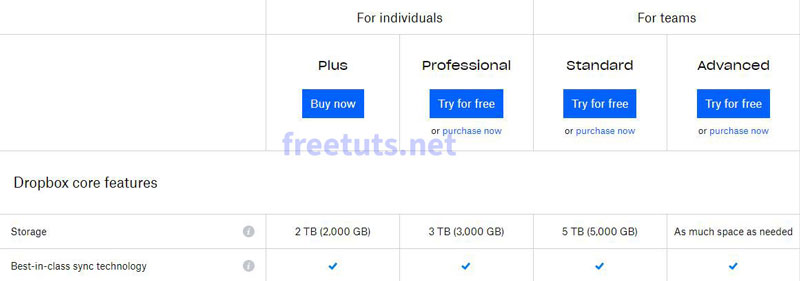 For individuals For teams
Plus Professional Standard Advanced
Buy now Try for free Try for free Try for free
or purchase now or purchase now or purchase now
freetuts.net
Dropbox core features
Storage i 2 TB (2,000 GB) 3 TB (3,000 GB) 5 TB (5,000 GB) As much space as needed
Best-in-class sync technology i